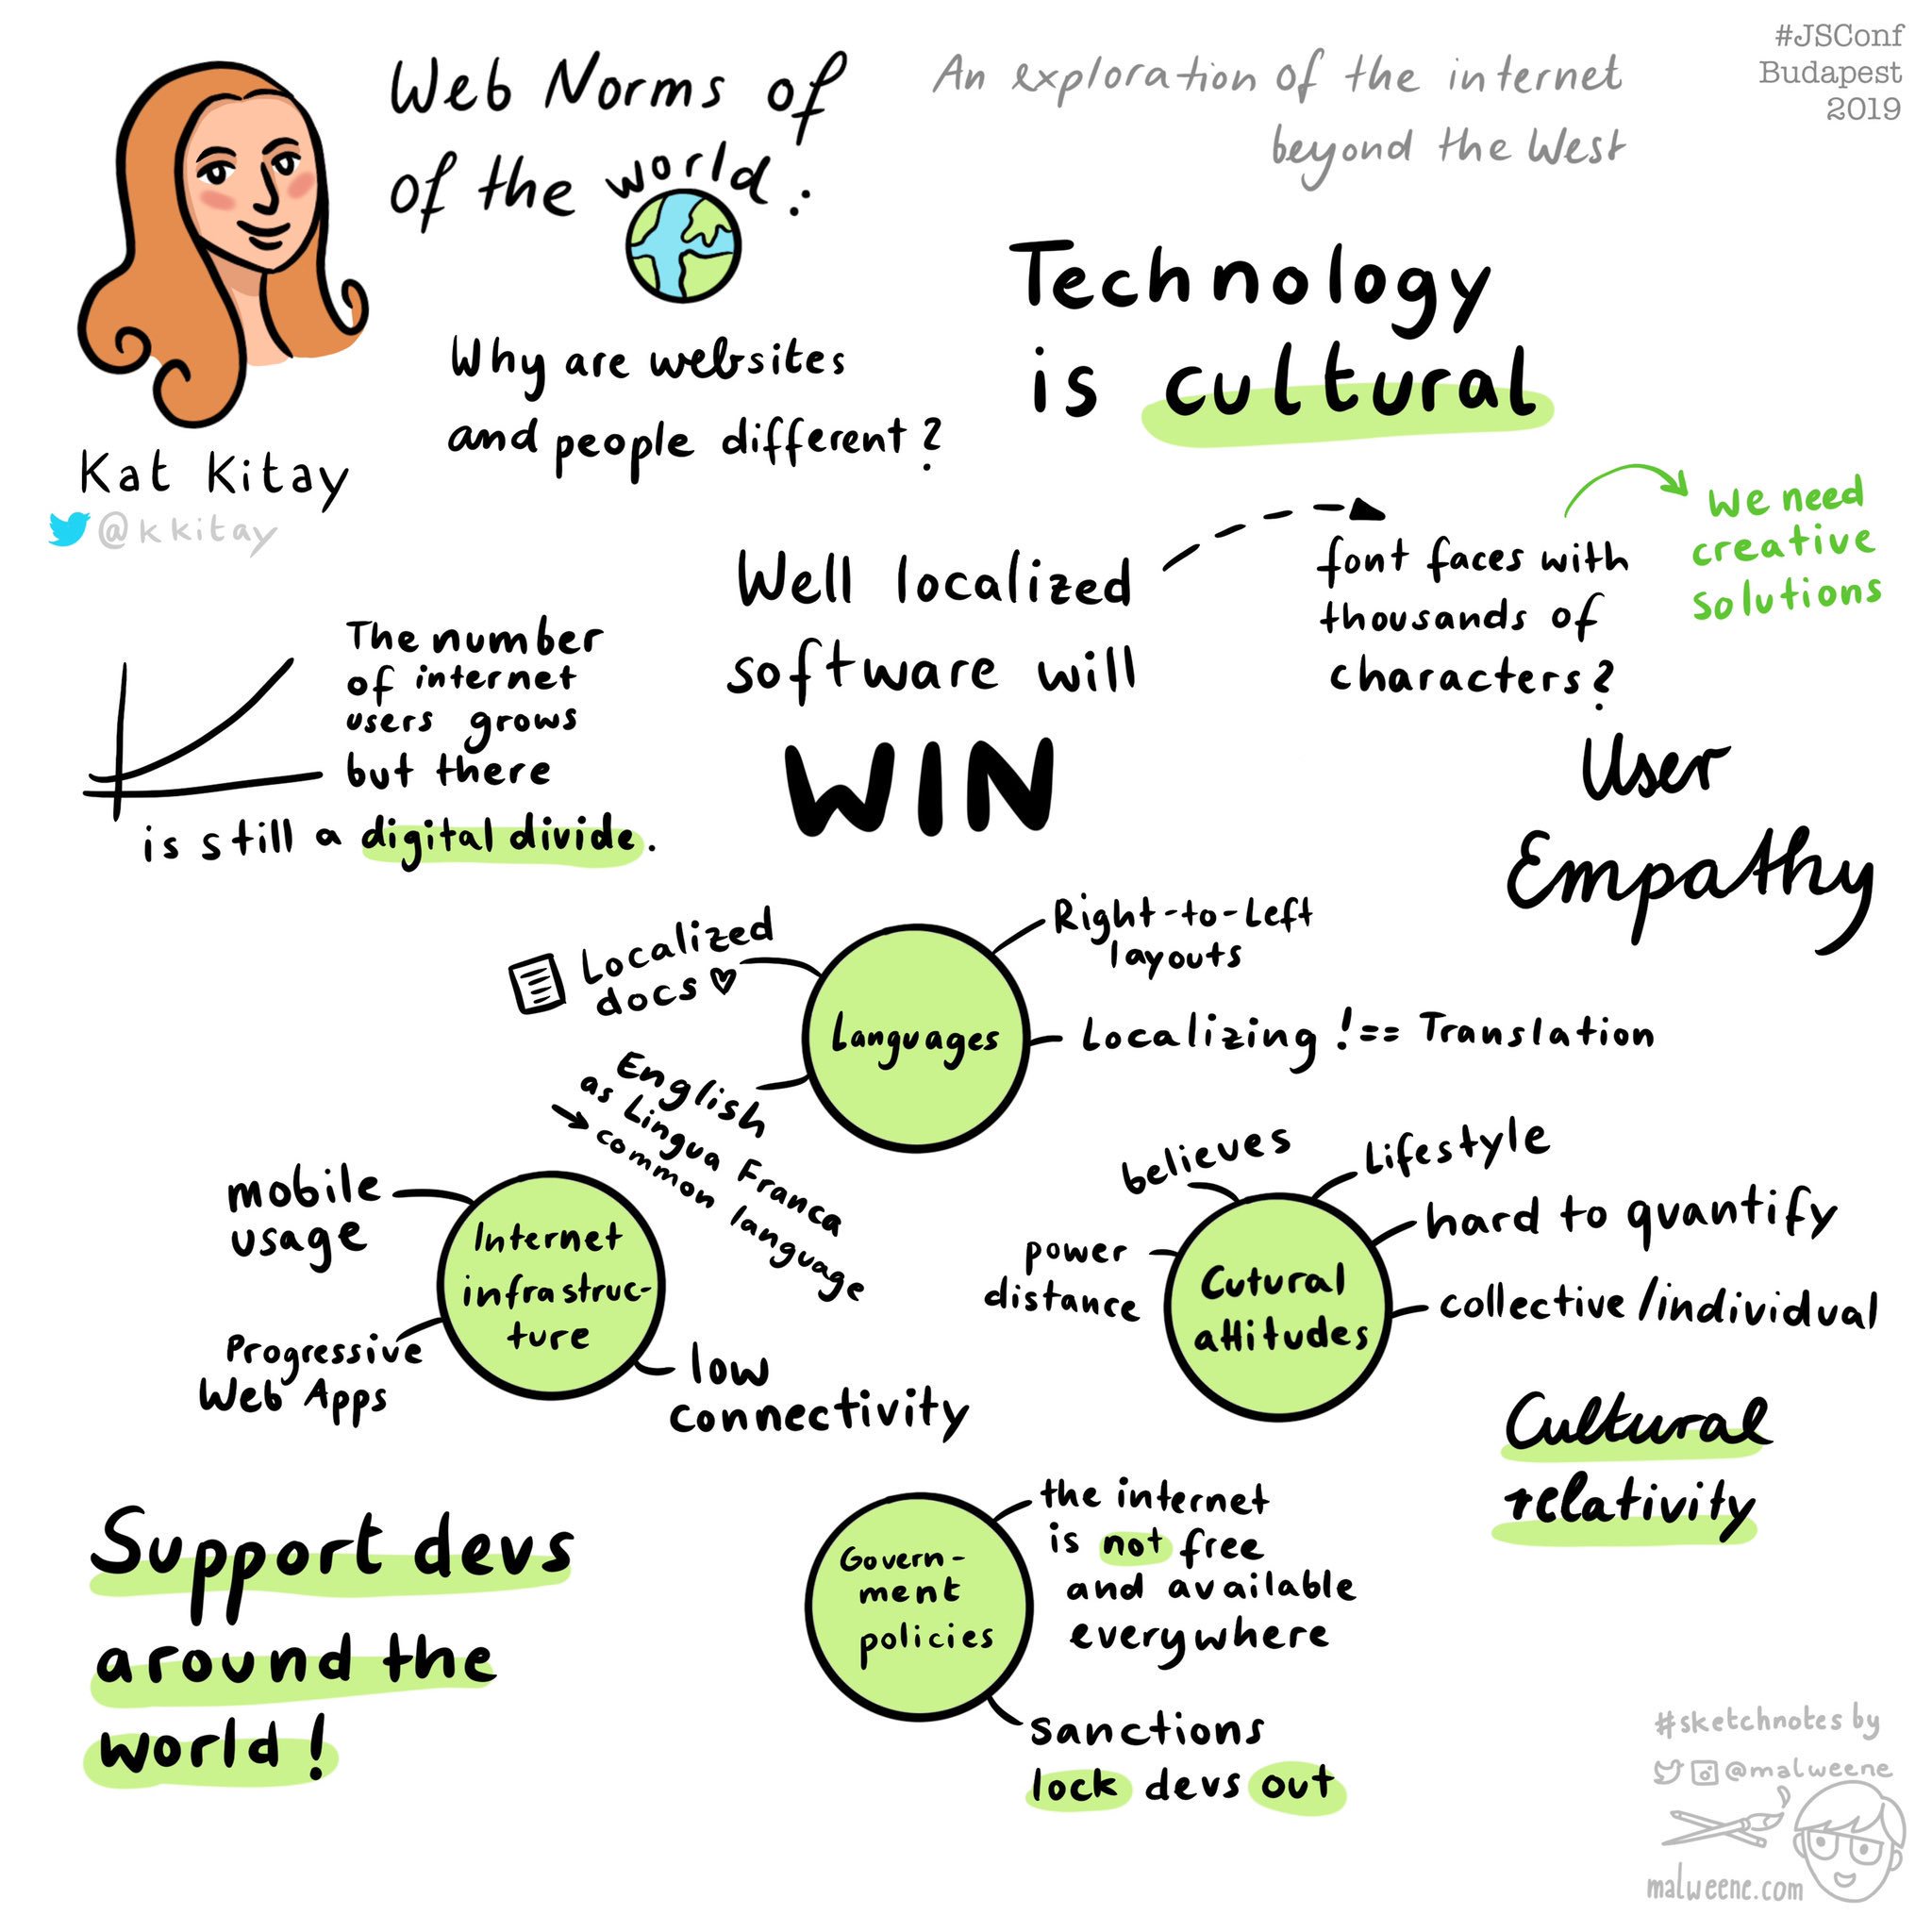 Web Norms of
of the world:
An exploration of the internet
beyond the West
#JSConf
Budapest
2019
Kat Kitay
@kkitay
Why are websites
and people different?
Technology
is cultural
Well localized
software will
WIN
font faces with
thousands of
characters?
We need
creative
solutions
The number
of internet
users grows
but there
is still a digital divide.
User
Empathy
Languages
Localized
docs
Right-to-Left
layouts
Localizing !== Translation
English
as Lingua Franca
common language
Internet
infrastruc-
ture
mobile
usage
Progressive
Web Apps
low
connectivity
Cutural
attitudes
believes
Lifestyle
hard to quantify
power
distance
collective/individual
Cultural
relativity
Support devs
around the
world!
Govern-
ment
policies
the internet
is not free
and available
everywhere
sanctions
lock devs out
#sketchnotes by
@malweene
malweene.com